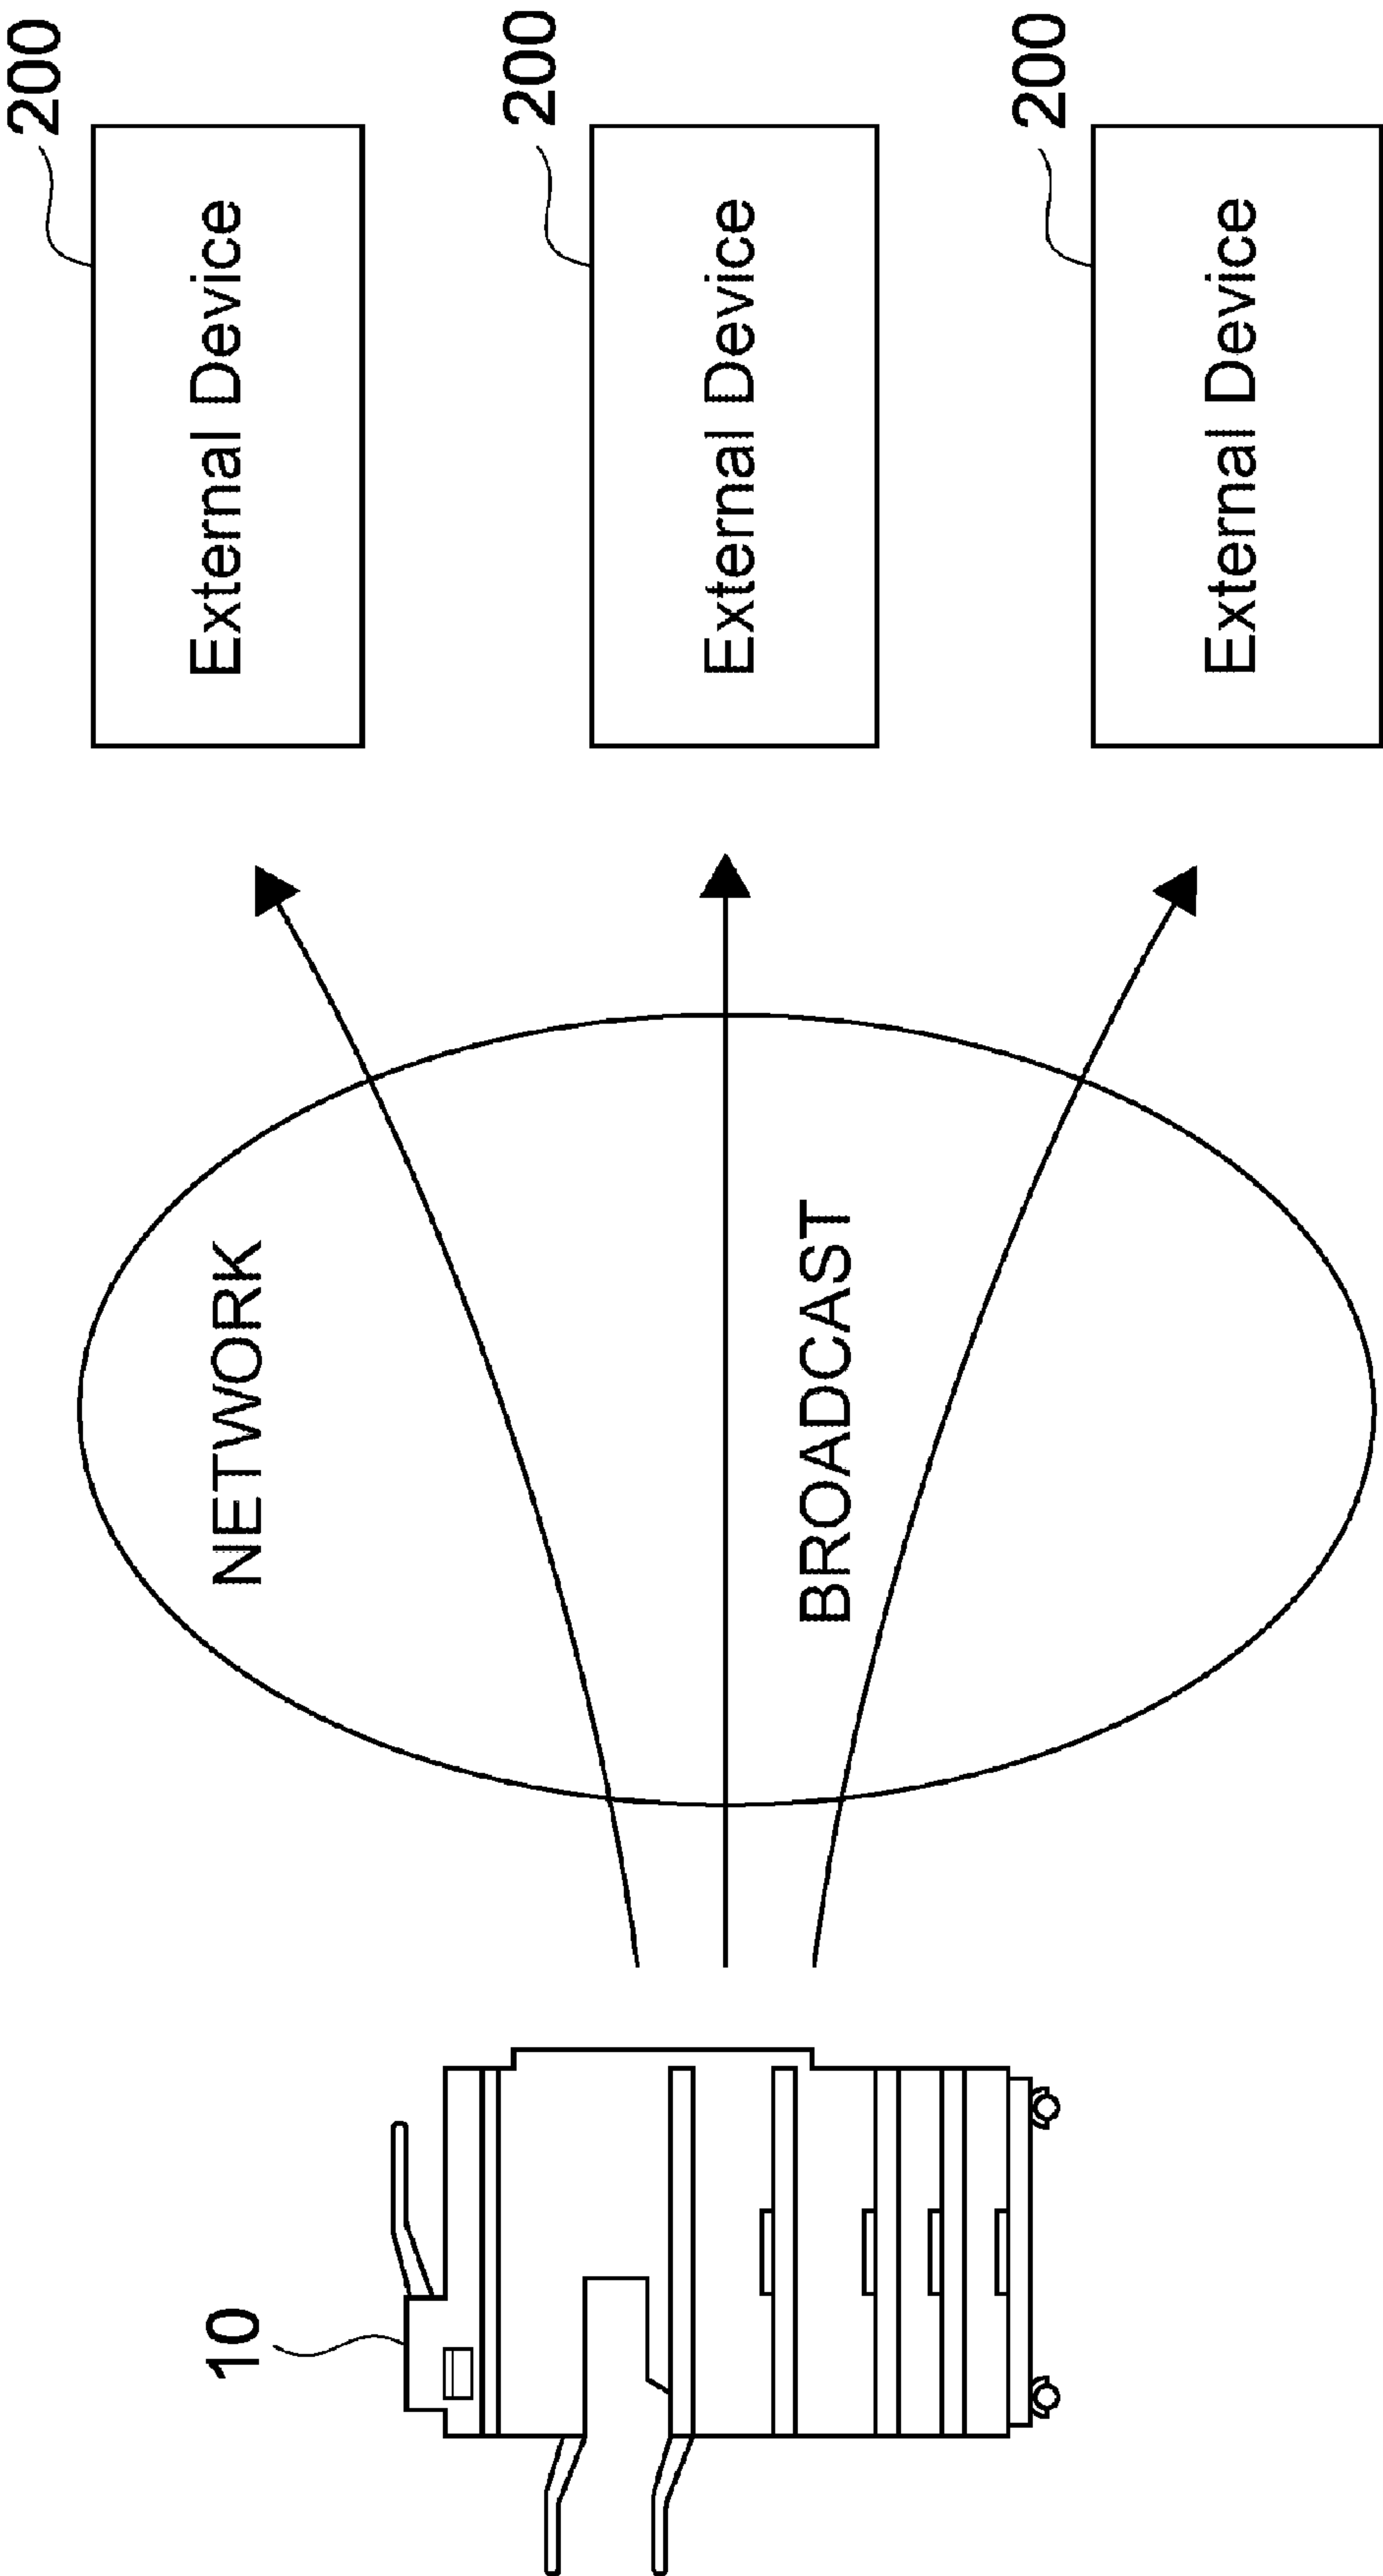 10
NETWORK
BROADCAST
200
External Device
200
External Device
200
External Device